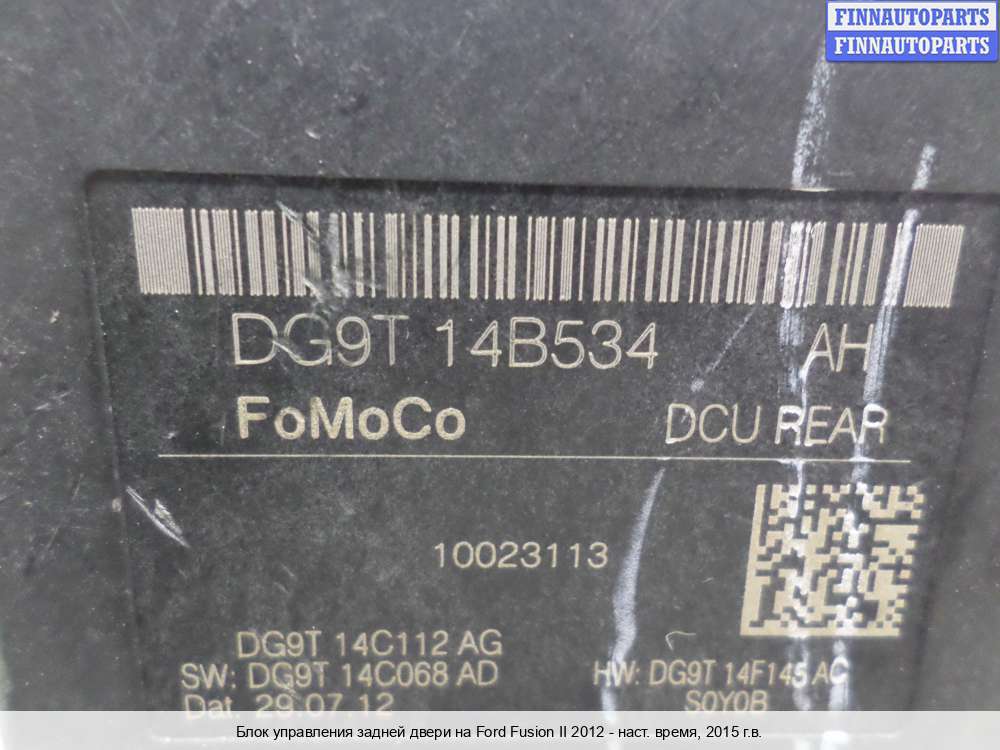 FINNAUTOPARTS
FINNAUTOPARTS
DG9T 14B534 AH
FoMoCo DCU REAR
10023113
DG9T 14C112 AG
SW: DG9T 14C068 AD HW: DG9T 14F145 AC
Dat. 29.07.12 S0Y0B
Блок управления задней двери на Ford Fusion II 2012 - наст. время, 2015 г.в.